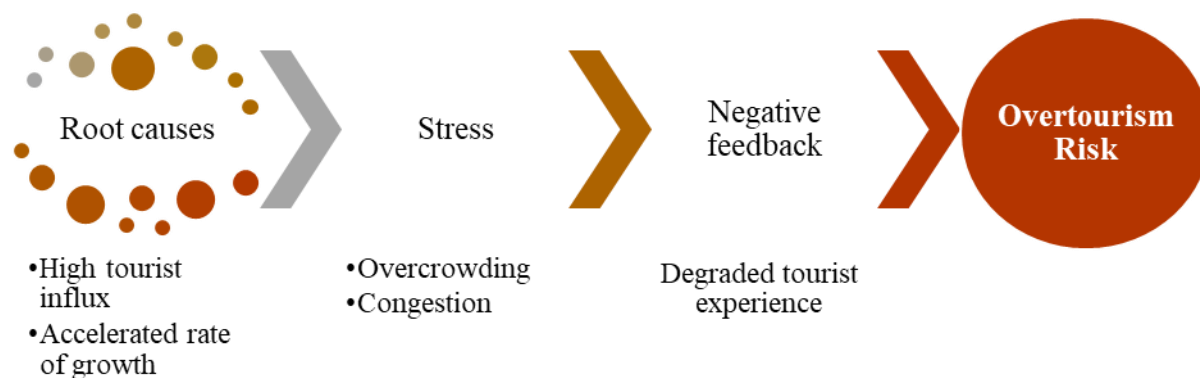 Root causes
Stress
Negative
feedback
Overtourism
Risk
•High tourist
influx
•Accelerated rate
of growth
•Overcrowding
•Congestion
Degraded tourist
experience